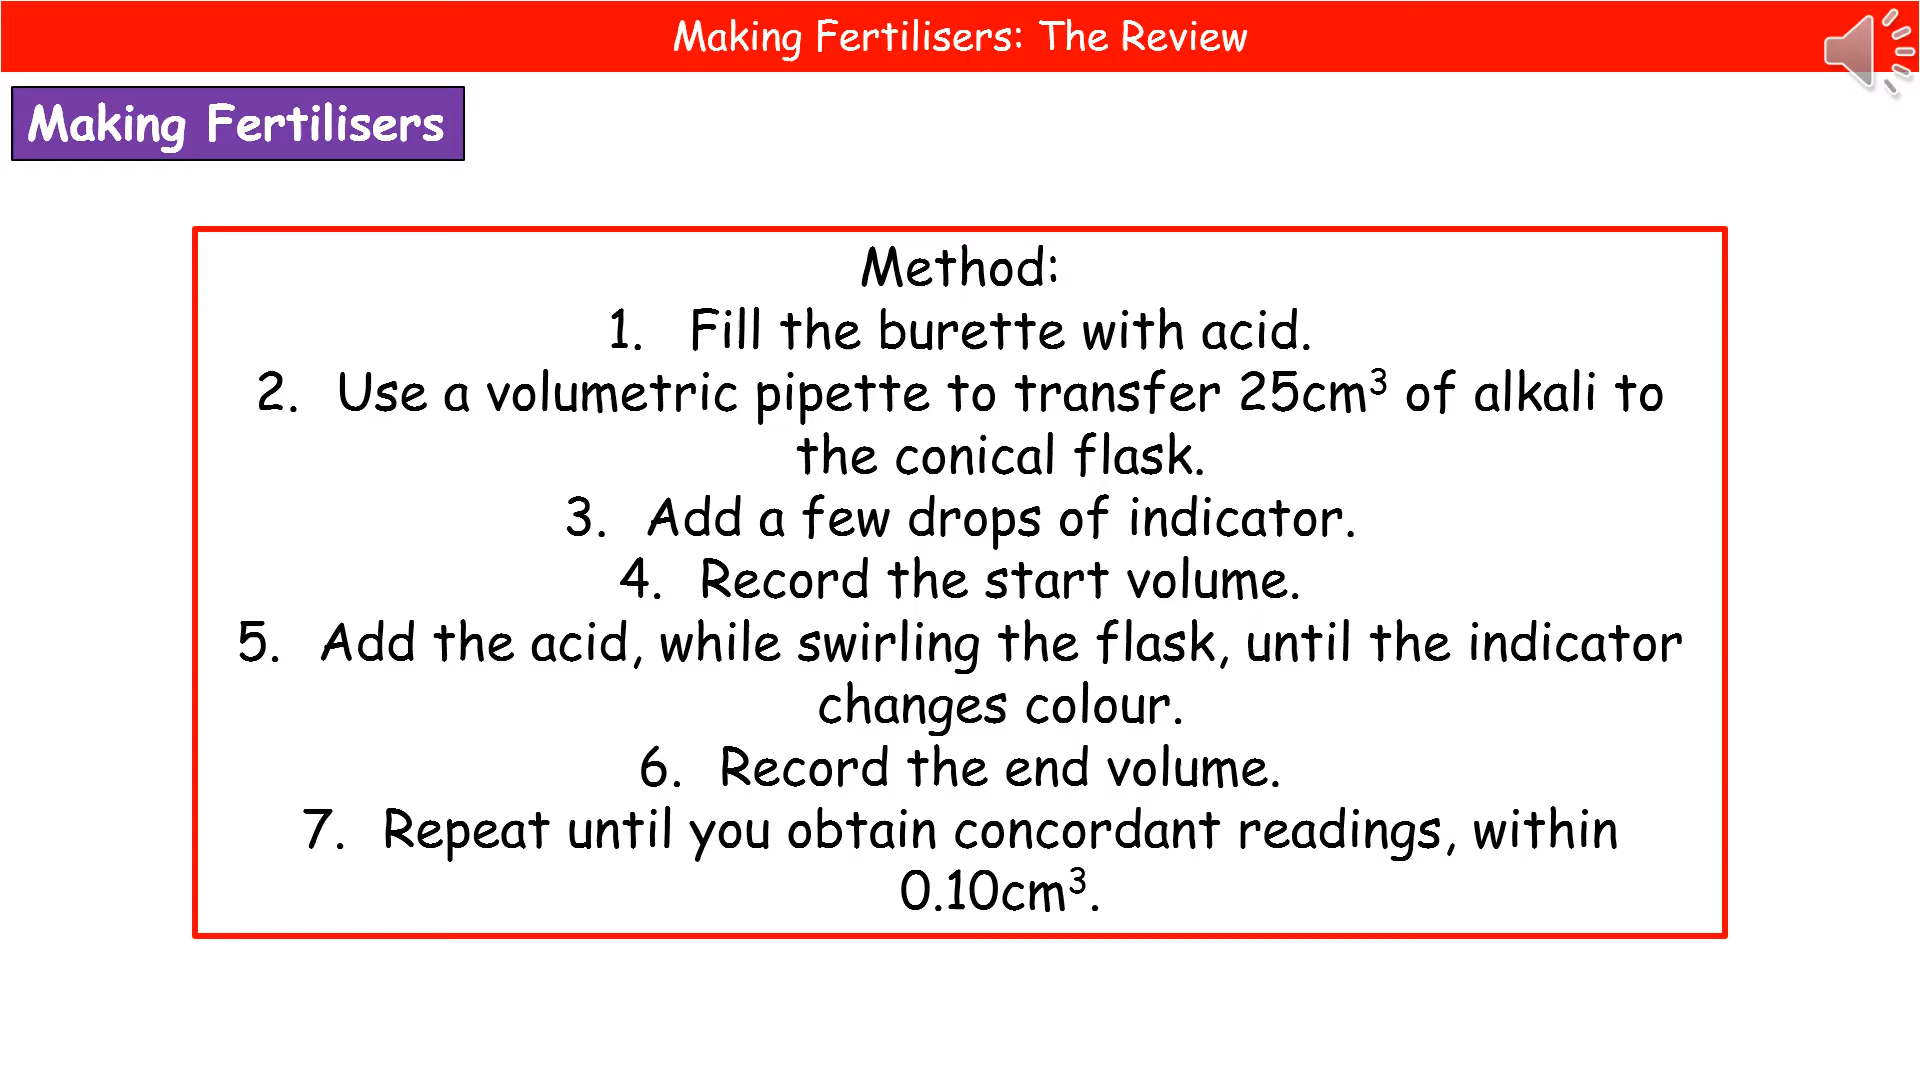 Making Fertilisers: The Review
Making Fertilisers
Method:
1. Fill the burette with acid.
2. Use a volumetric pipette to transfer 25cm³ of alkali to
the conical flask.
3. Add a few drops of indicator.
4. Record the start volume.
5. Add the acid, while swirling the flask, until the indicator
changes colour.
6. Record the end volume.
7. Repeat until you obtain concordant readings, within
0.10cm³.